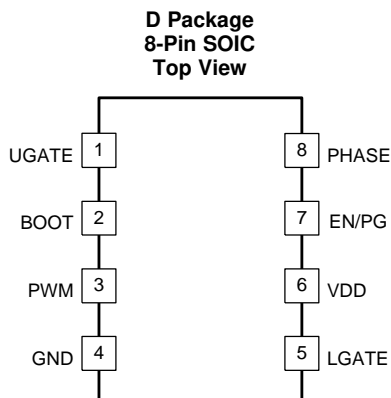 D Package
8-Pin SOIC
Top View
UGATE 1 8 PHASE
BOOT 2 7 EN/PG
PWM 3 6 VDD
GND 4 5 LGATE